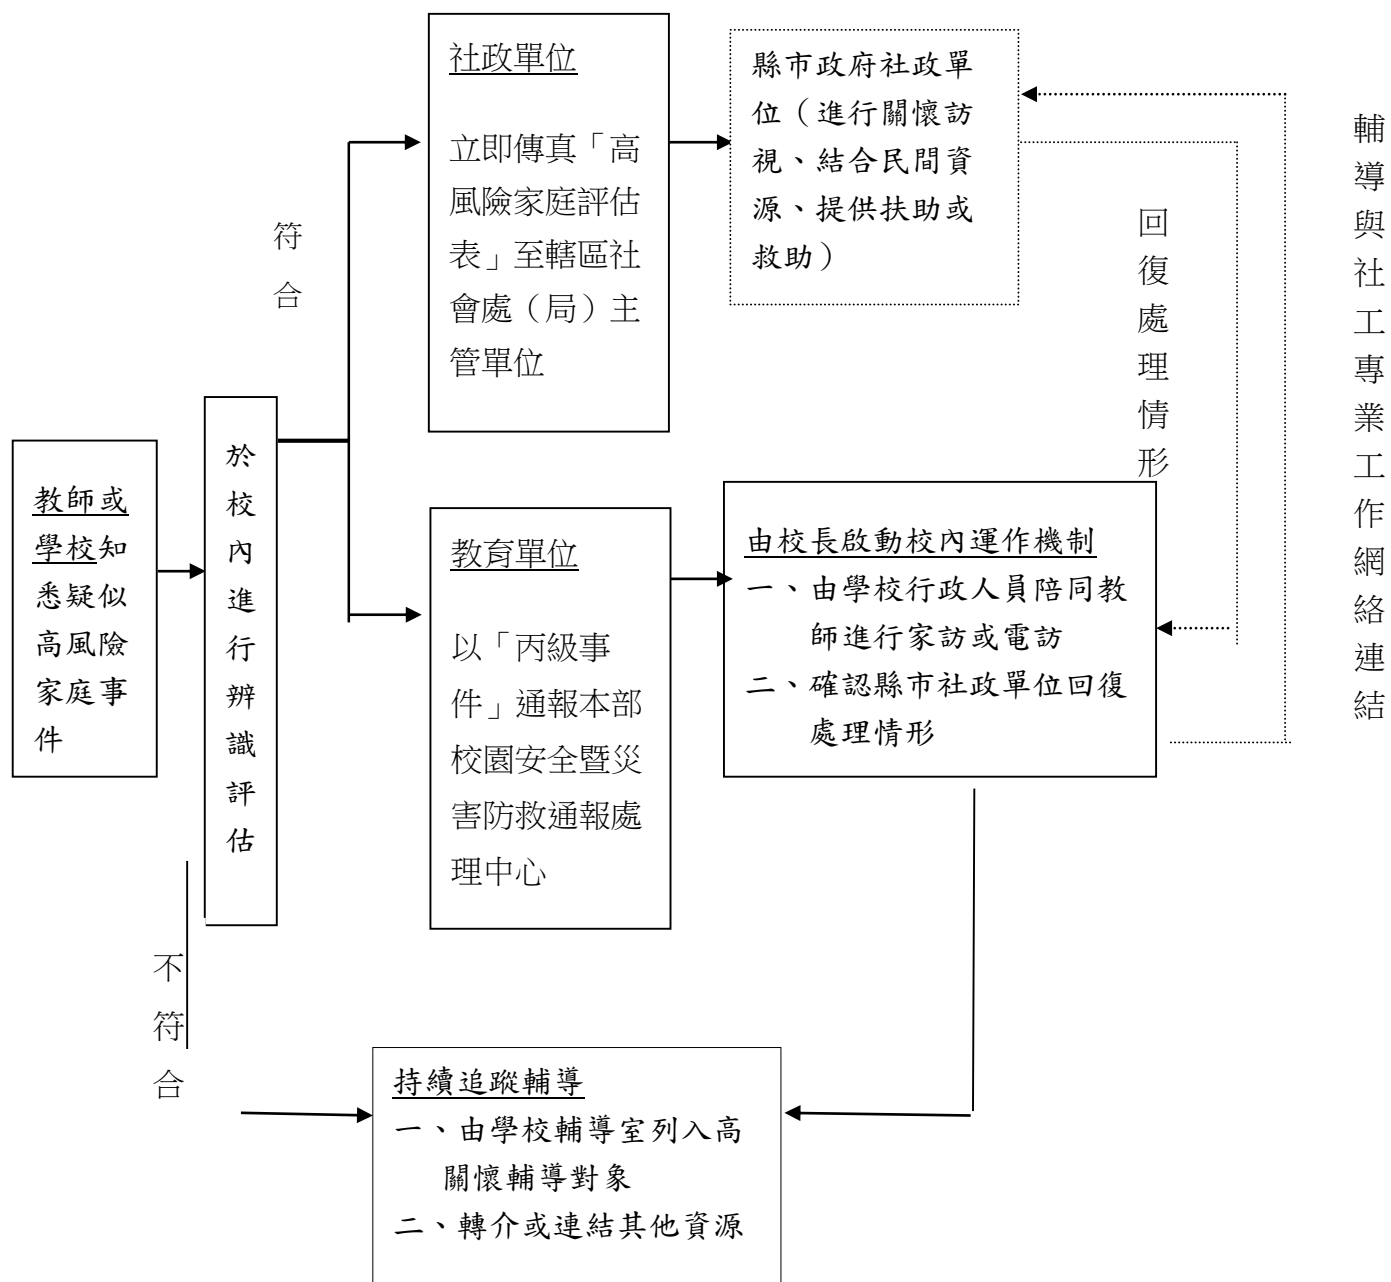 教師或
學校知
悉疑似
高風險
家庭事
件
於校內進行辨識評估
符合
不符合
社政單位
立即傳真「高
風險家庭評估
表」至轄區社
會處（局）主
管單位
縣市政府社政單
位（進行關懷訪
視、結合民間資
源、提供扶助或
救助）
教育單位
以「丙級事
件」通報本部
校園安全暨災
害防救通報處
理中心
由校長啟動校內運作機制
一、由學校行政人員陪同教
師進行家訪或電訪
二、確認縣市社政單位回復
處理情形
回復處理情形
輔導與社工專業工作網絡連結
持續追蹤輔導
一、由學校輔導室列入高
關懷輔導對象
二、轉介或連結其他資源